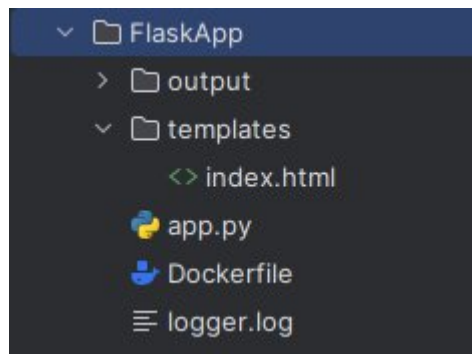 FlaskApp
output
templates
<> index.html
app.py
Dockerfile
logger.log